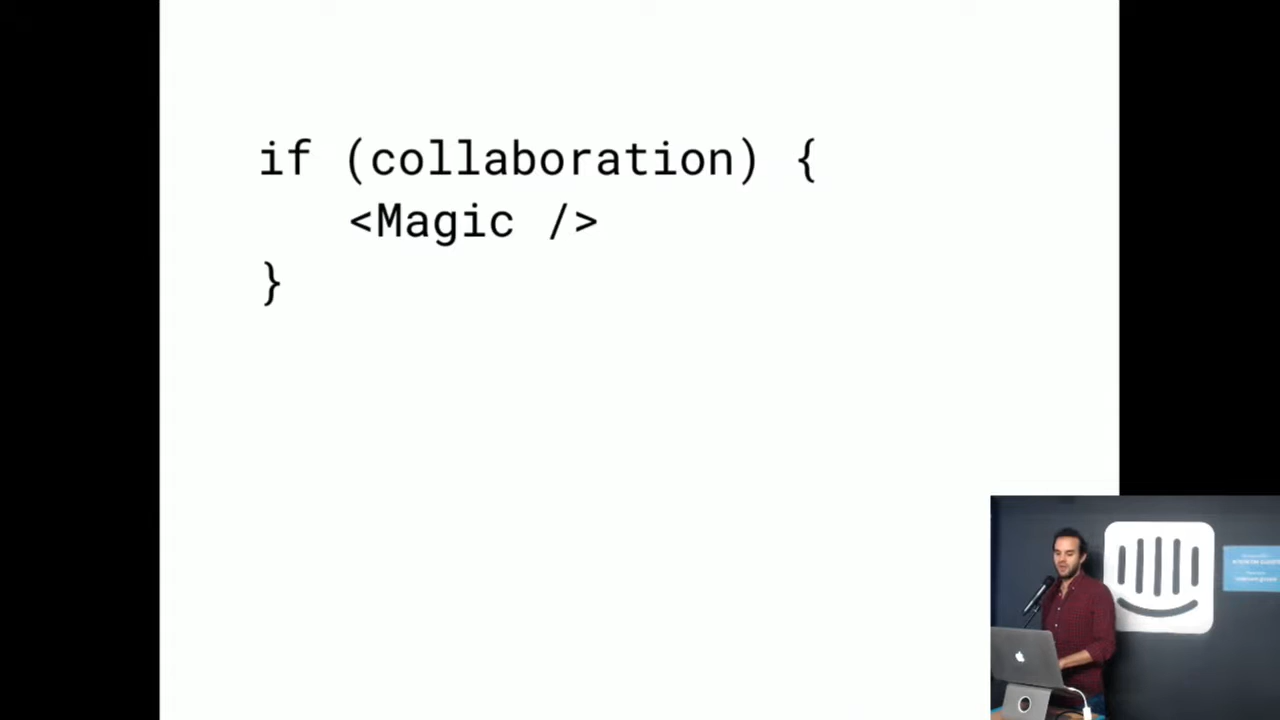 if (collaboration) {
<Magic />
}